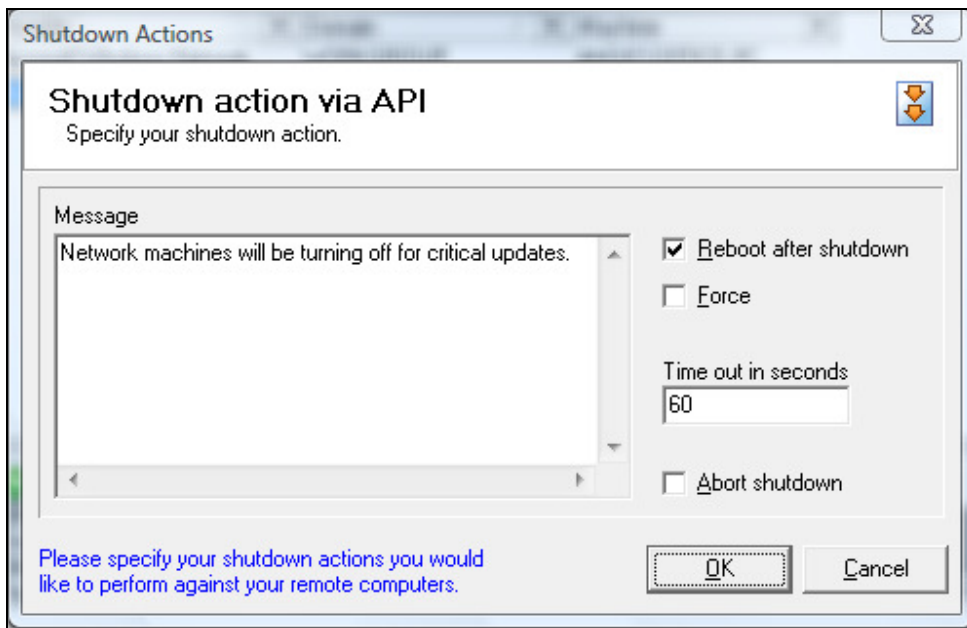 Shutdown Actions
Shutdown action via API
Specify your shutdown action.
Message
Network machines will be turning off for critical updates.
Reboot after shutdown
Force
Time out in seconds
60
Abort shutdown
Please specify your shutdown actions you would
like to perform against your remote computers.
OK
Cancel